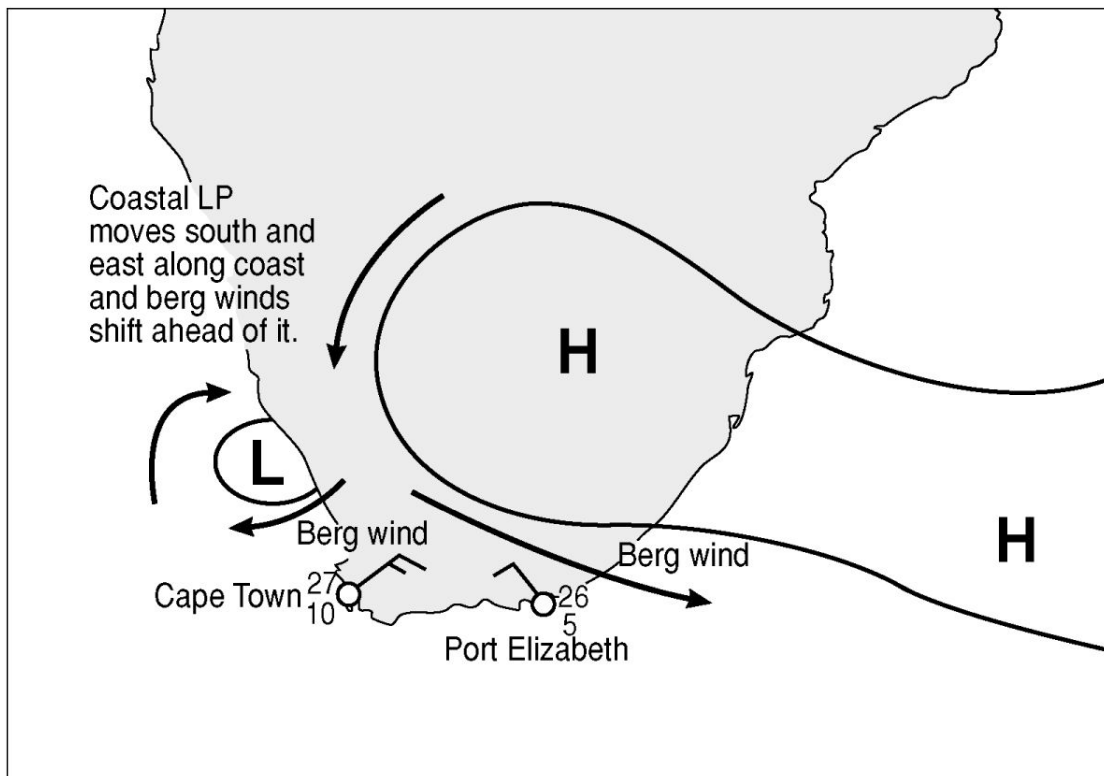 Coastal LP
moves south and
east along coast
and berg winds
shift ahead of it.
H
L
H
Berg wind
Berg wind
Cape Town
27
10
26
5
Port Elizabeth